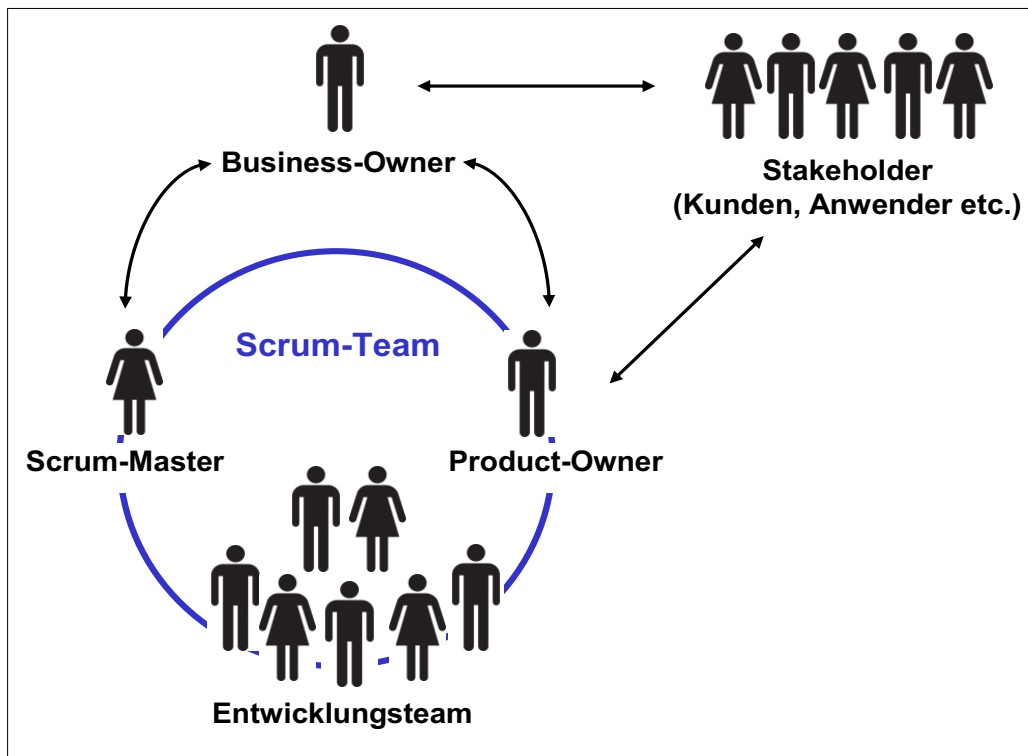 Business-Owner
Stakeholder
(Kunden, Anwender etc.)
Scrum-Team
Scrum-Master
Product-Owner
Entwicklungsteam